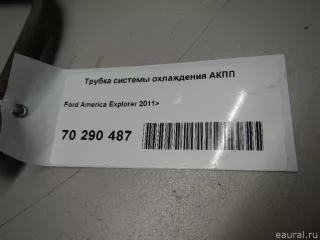 Трубка системы охлаждения АКПП
Ford America Explorer 2011>
70 290 487
eaural.ru